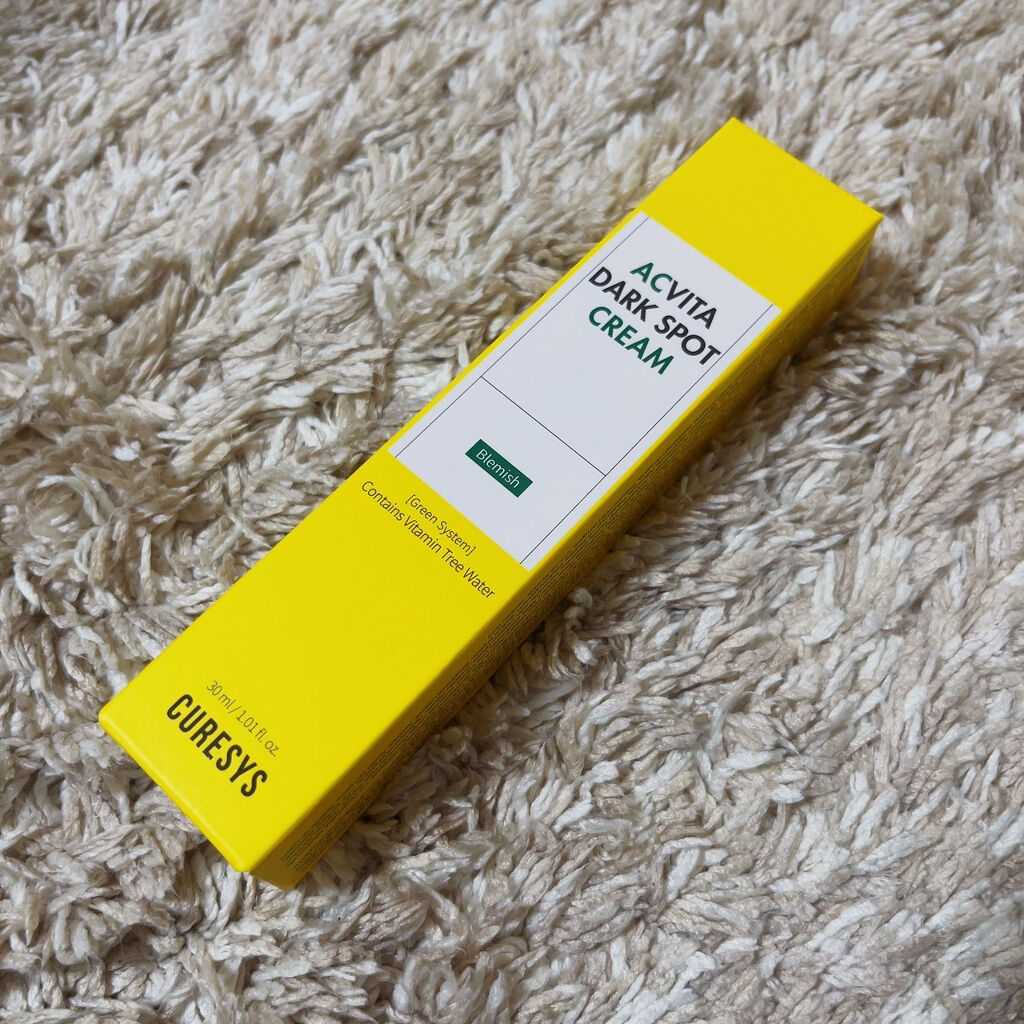 ACVITA
DARK SPOT
CREAM
Blemish
[Green System]
Contains Vitamin Tree Water
30 ml / 1.01 fl. oz.
CURESYS